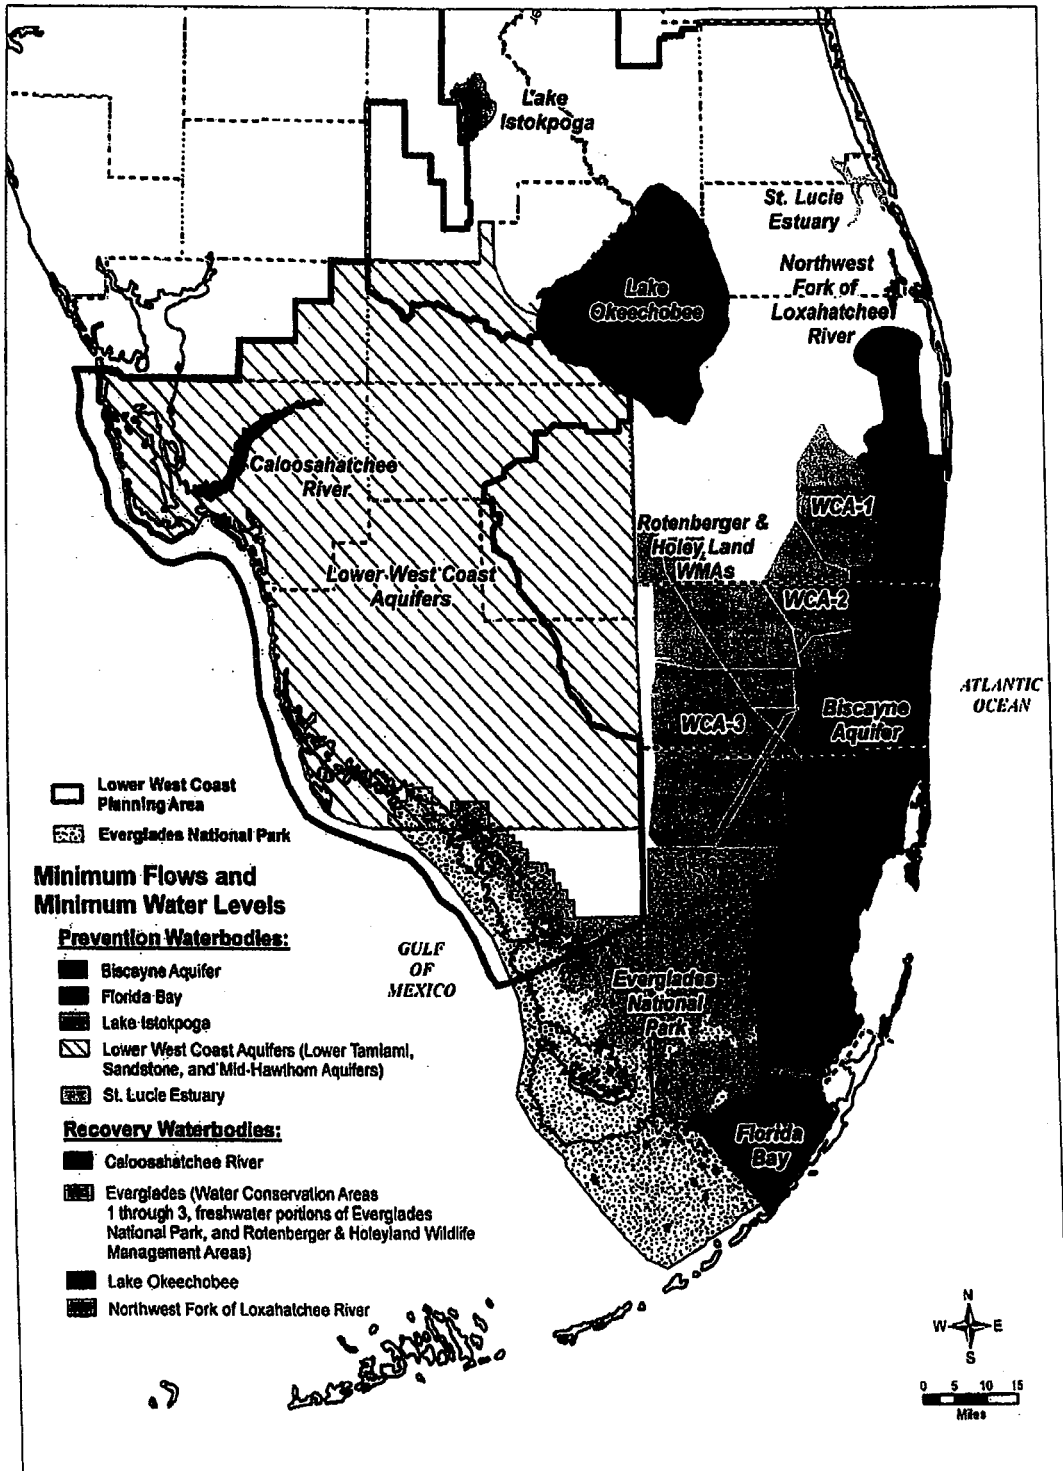 Lake
Istokpoga
St. Lucie
Estuary
Northwest
Fork of
Loxahatchee
River
Lake
Okeechobee
Caloosahatchee
River
WCA-1
Rotenberger &
Holey Land
WMAs
Lower West Coast
Aquifers
WCA-2
ATLANTIC
OCEAN
WCA-3
Biscayne
Aquifer
Lower West Coast
Planning Area
Everglades National Park
Minimum Flows and
Minimum Water Levels
Prevention Waterbodies:
Biscayne Aquifer
Florida Bay
Lake Istokpoga
Lower West Coast Aquifers (Lower Tamiami,
Sandstone, and Mid-Hawthorn Aquifers)
St. Lucie Estuary
GULF
OF
MEXICO
Everglades
National
Park
Recovery Waterbodies:
Caloosahatchee River
Everglades (Water Conservation Areas
1 through 3, freshwater portions of Everglades
National Park, and Rotenberger & Holeyland Wildlife
Management Areas)
Lake Okeechobee
Northwest Fork of Loxahatchee River
Florida
Bay
N
W E
S
0 5 10 15
Miles